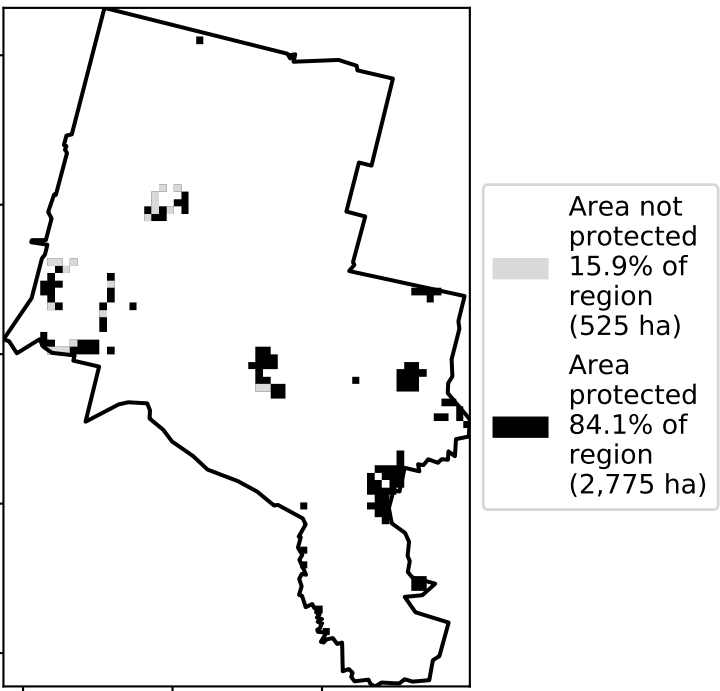 Area not
protected
15.9% of
region
(525 ha)
Area
protected
84.1% of
region
(2,775 ha)